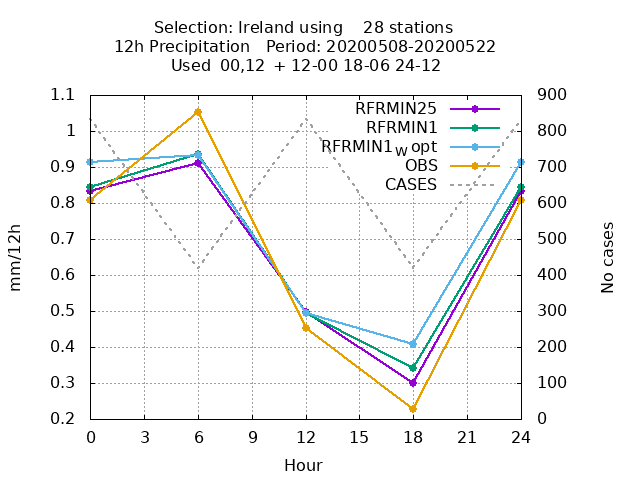 Selection: Ireland using    28 stations
12h Precipitation   Period: 20200508-20200522
Used  00,12  + 12-00 18-06 24-12
1.1
1
0.9
0.8
0.7
0.6
0.5
0.4
0.3
0.2
mm/12h
RFRMIN25
RFRMIN1
RFRMIN1_w opt
OBS
CASES
900
800
700
600
500
400
300
200
100
0
No cases
0 3 6 9 12 15 18 21 24
Hour